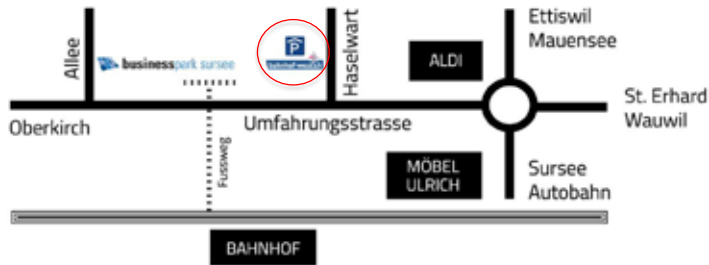 Ettiswil
Mauensee
Allee
businesspark sursee
P
Haselwart
ALDI
St. Erhard
Wauwil
Oberkirch
Umfahrungsstrasse
Fussweg
MÖBEL
ULRICH
Sursee
Autobahn
BAHNHOF